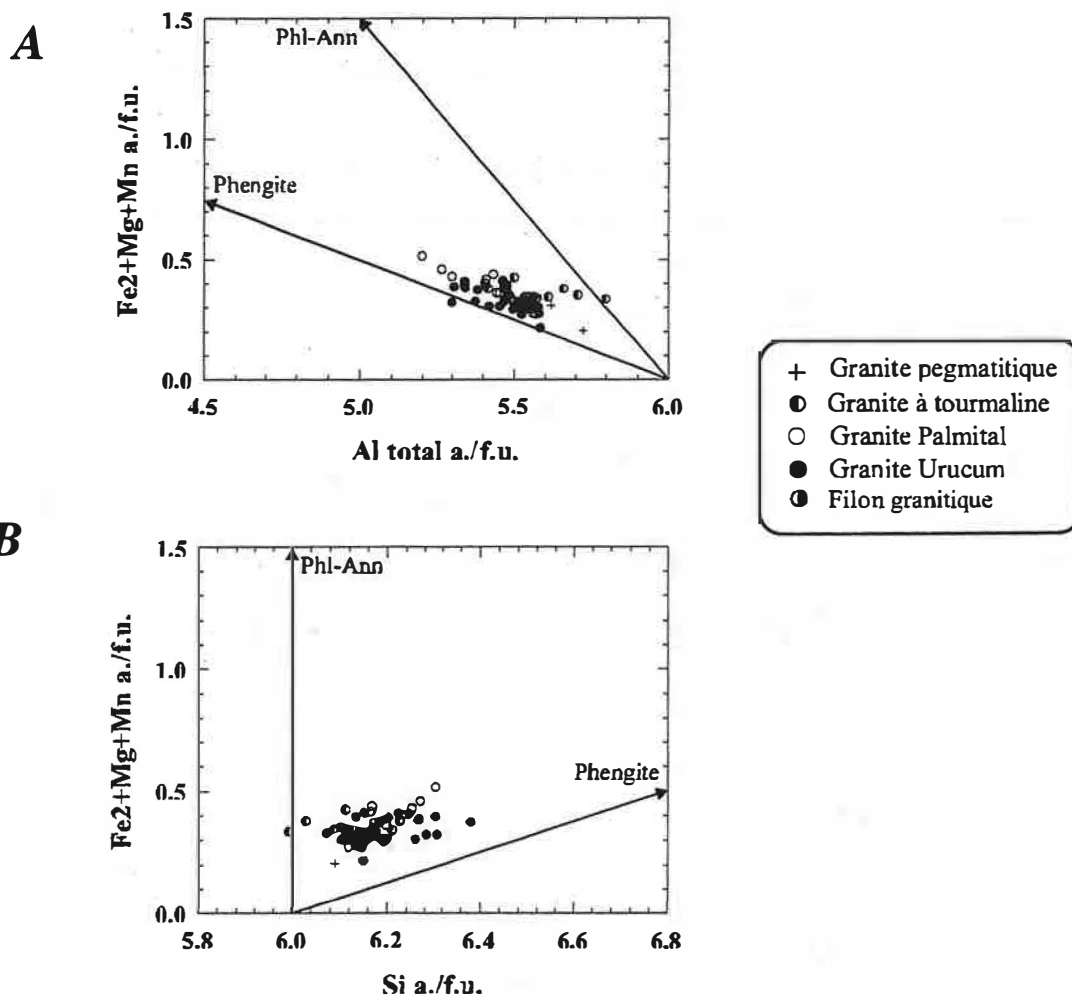 A
1.5
Phl-Ann
Fe2+Mg+Mn a./f.u.
1.0
Phengite
0.5
0.0
4.5 5.0 5.5 6.0
Al total a./f.u.
+ Granite pegmatitique
Granite à tourmaline
Granite Palmital
Granite Urucum
Filon granitique
B
1.5
Phl-Ann
Fe2+Mg+Mn a./f.u.
1.0
Phengite
0.5
0.0
5.8 6.0 6.2 6.4 6.6 6.8
Si a./f.u.